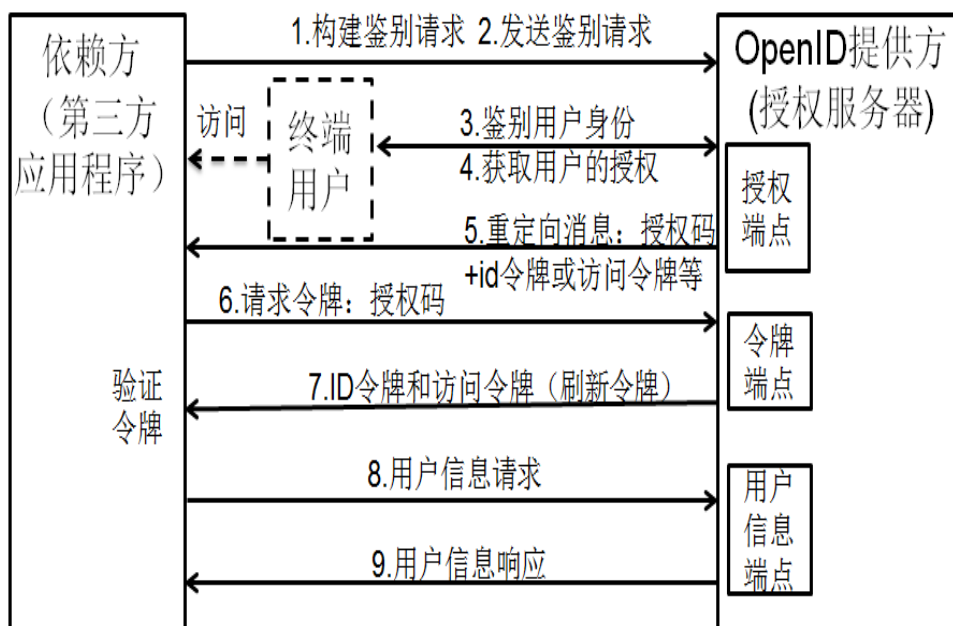 1.构建鉴别请求 2.发送鉴别请求
依赖方
（第三方
应用程序）
OpenID提供方
(授权服务器)
访问
终端
用户
3.鉴别用户身份
4.获取用户的授权
授权
端点
5.重定向消息：授权码
+id令牌或访问令牌等
6.请求令牌：授权码
令牌
端点
7.ID令牌和访问令牌（刷新令牌）
验证
令牌
8.用户信息请求
用户
信息
端点
9.用户信息响应